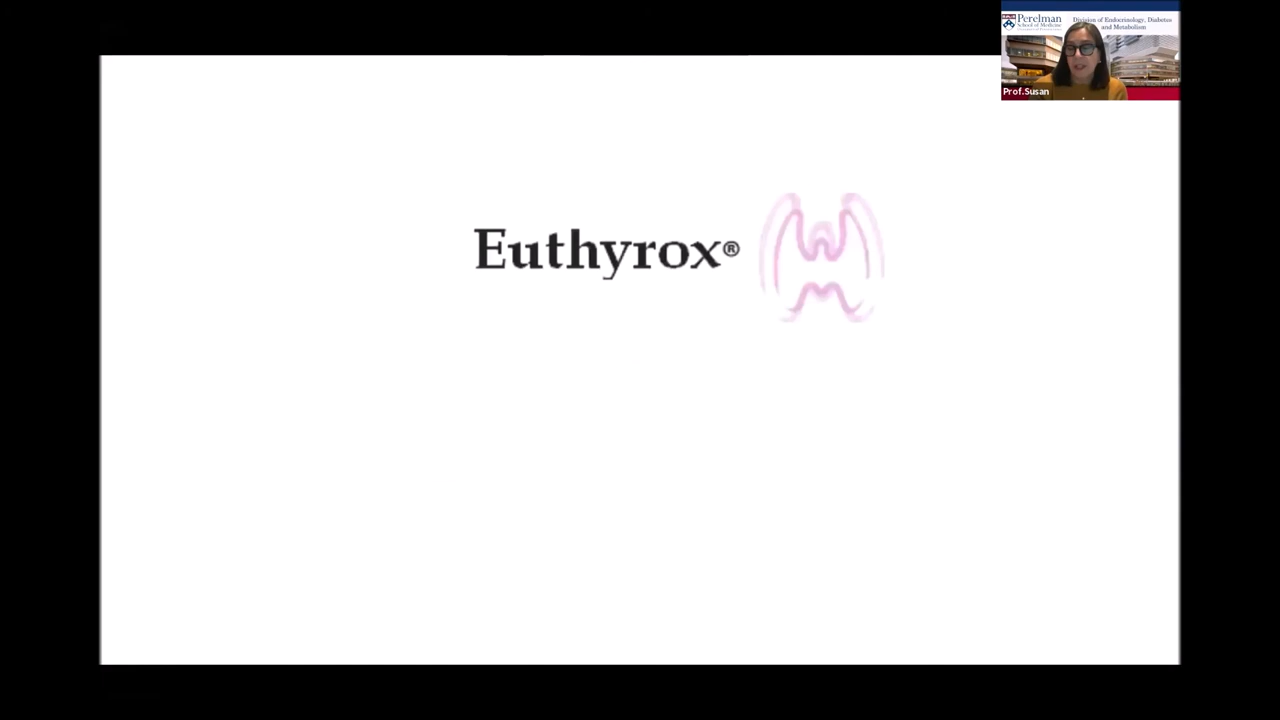 Perelman
School of Medicine
Division of Endocrinology, Diabetes
and Metabolism
Prof.Susan
Euthyrox®